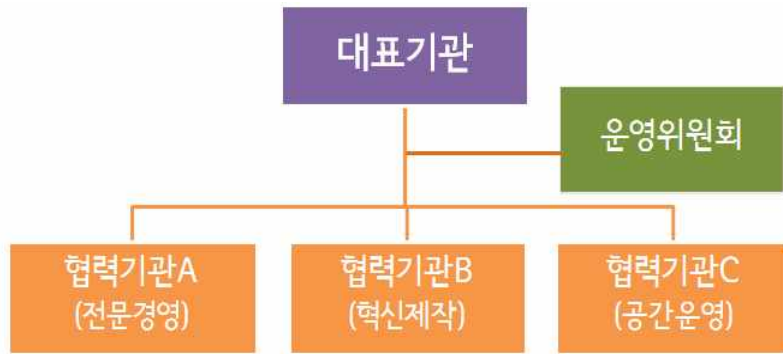 대표기관
운영위원회
협력기관A
(전문경영)
협력기관B
(혁신제작)
협력기관C
(공간운영)